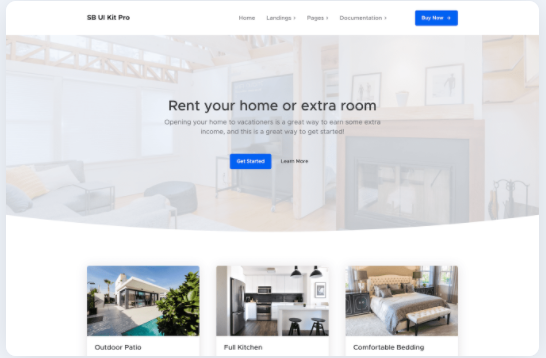 SB UI Kit Pro
Home Landings Pages Documentation
Buy Now
Rent your home or extra room
Opening your home to vacationers is a great way to earn some extra
income, and this is a great way to get started!
Get Started Learn More
Outdoor Patio Full Kitchen Comfortable Bedding